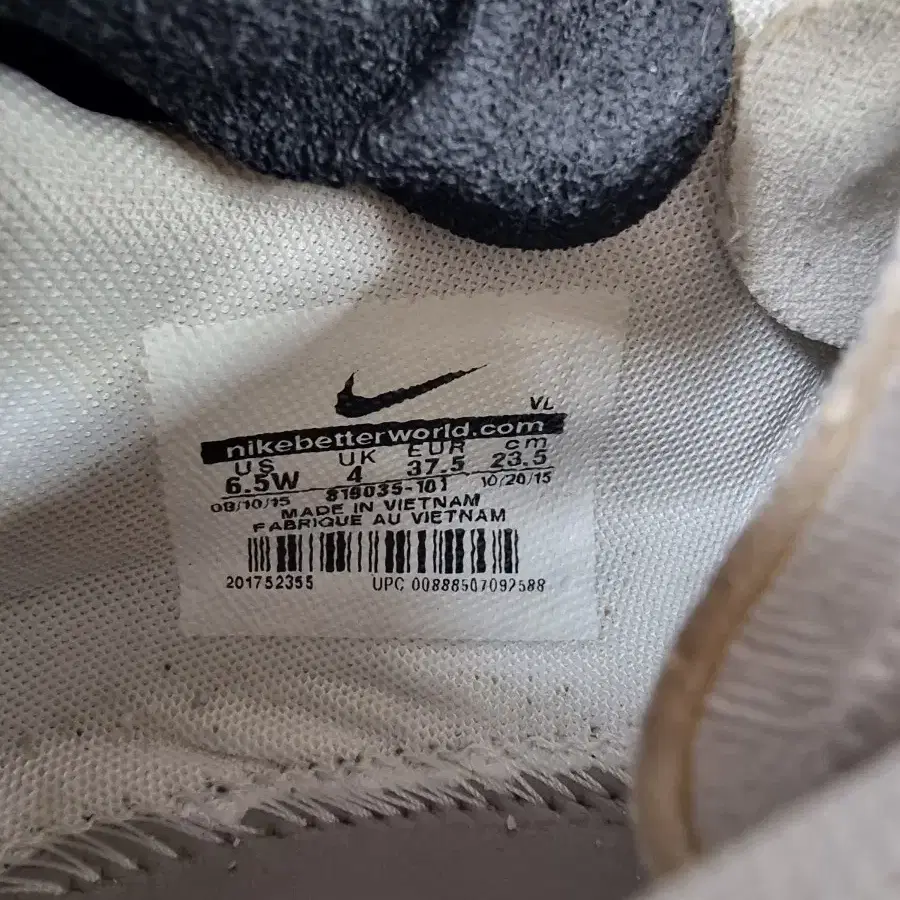 VL
nikebetterworld.com
US UK EUR cm
6.5W 4 37.5 23.5
08/10/15 819035-101 10/20/15
MADE IN VIETNAM
FABRIQUE AU VIETNAM
201752355 UPC 00888507092588